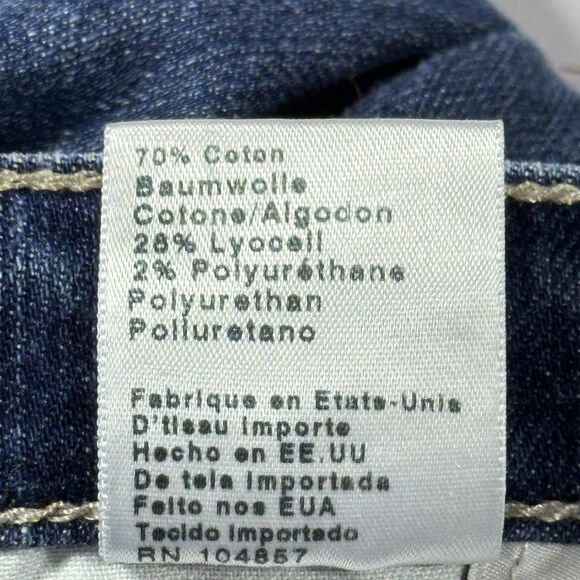 70% Coton
Baumwolle
Cotone/Algodon
28% Lyocell
2% Polyuréthane
Polyurethan
Poliuretano
Fabrique en Etats-Unis
D'tissu importe
Hecho en EE.UU
De tela importada
Feito nos EUA
Tecido importado
RN 104867